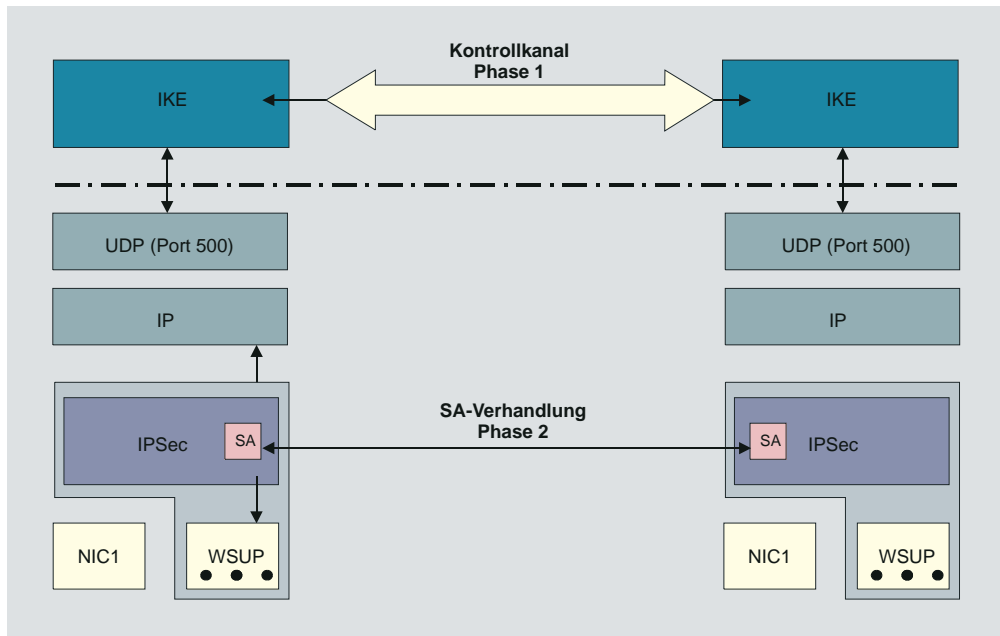 Kontrollkanal
Phase 1
IKE
IKE
UDP (Port 500)
UDP (Port 500)
IP
IP
SA-Verhandlung
Phase 2
IPSec
SA
SA
IPSec
NIC1
WSUP
NIC1
WSUP